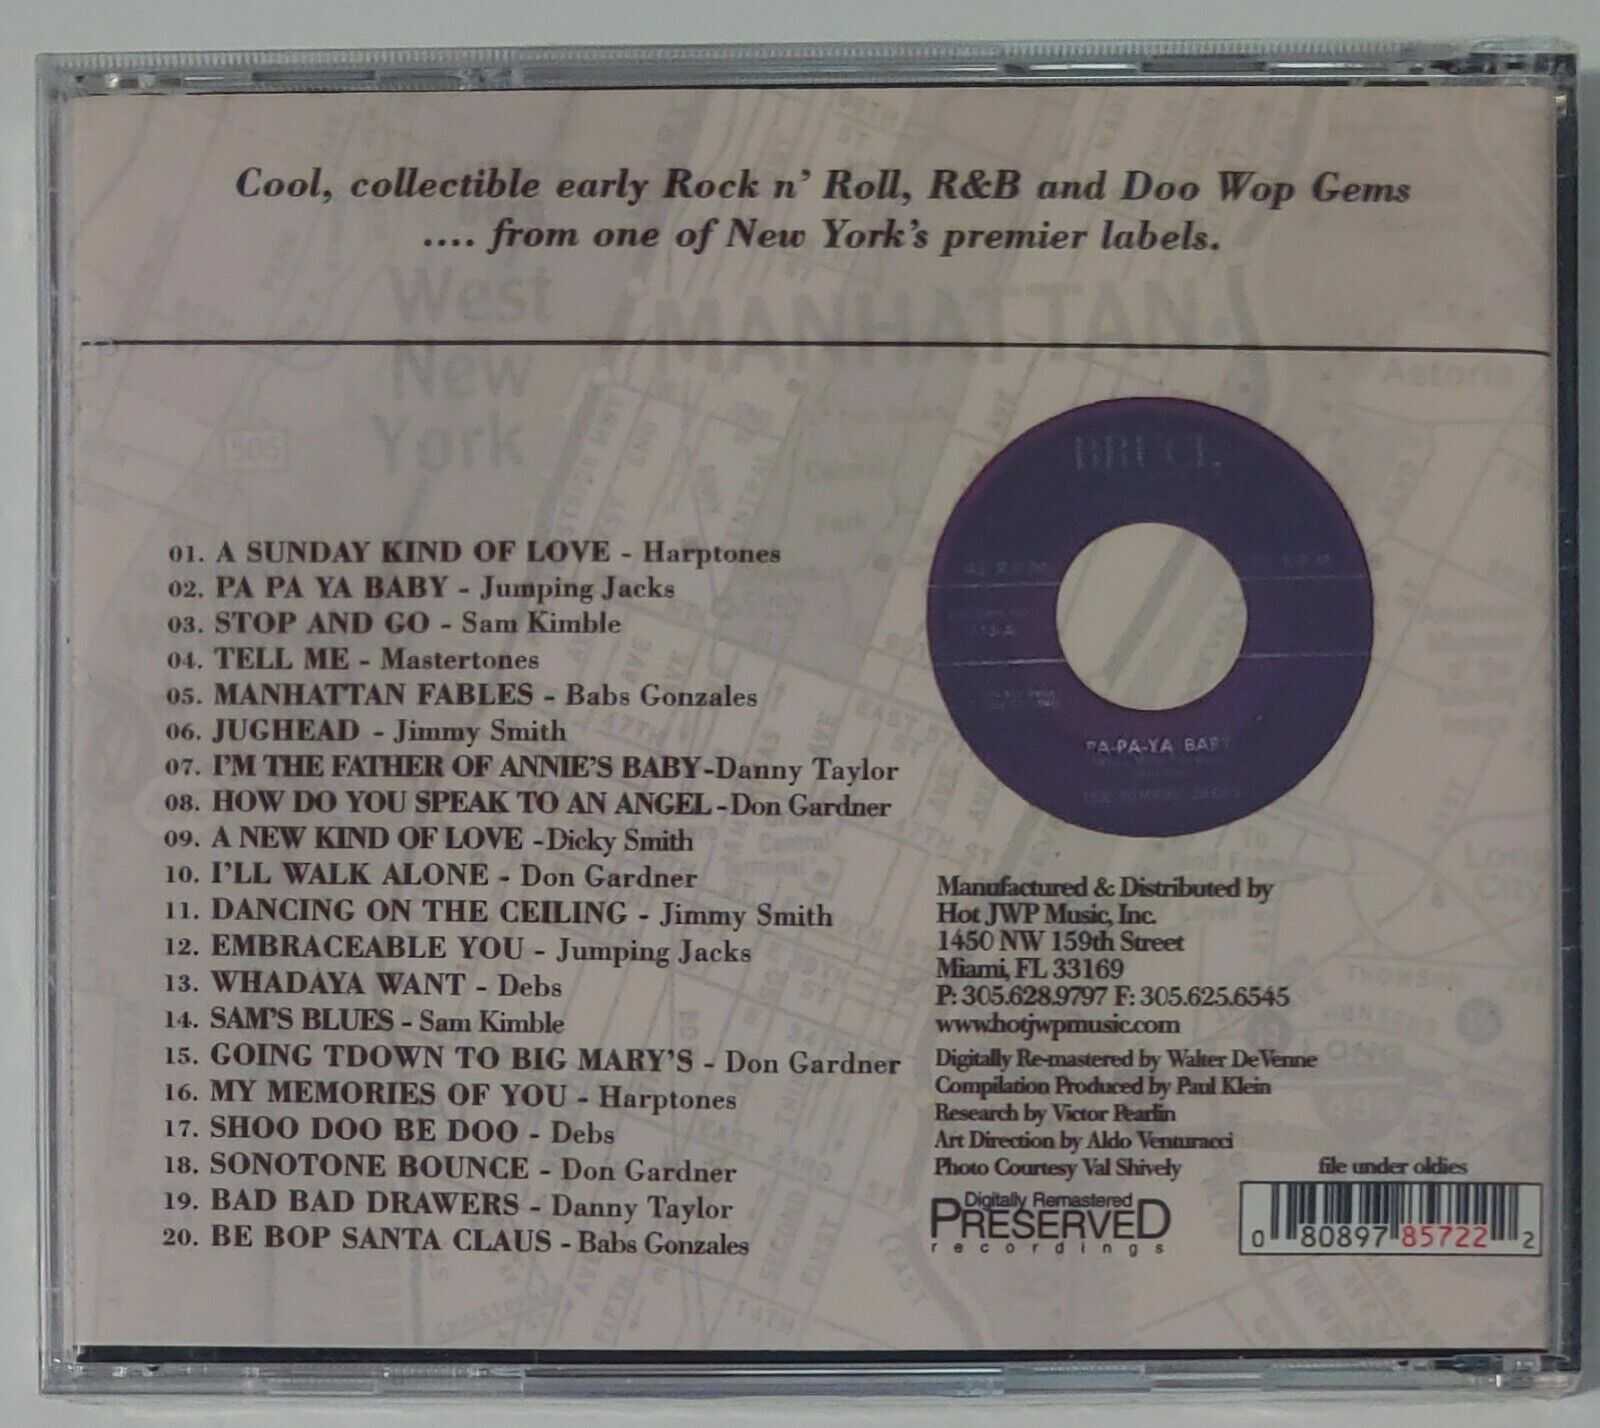 Cool, collectible early Rock n' Roll, R&B and Doo Wop Gems
.... from one of New York's premier labels.
West
New
York
MANHATTAN
Astoria
505
BRUCE
PA-PA-YA BABY
01. A SUNDAY KIND OF LOVE - Harptones
02. PA PA YA BABY - Jumping Jacks
03. STOP AND GO - Sam Kimble
04. TELL ME - Mastertones
05. MANHATTAN FABLES - Babs Gonzales
06. JUGHEAD - Jimmy Smith
07. I'M THE FATHER OF ANNIE'S BABY-Danny Taylor
08. HOW DO YOU SPEAK TO AN ANGEL-Don Gardner
09. A NEW KIND OF LOVE -Dicky Smith
10. I'LL WALK ALONE - Don Gardner
11. DANCING ON THE CEILING - Jimmy Smith
12. EMBRACEABLE YOU - Jumping Jacks
13. WHADAYA WANT - Debs
14. SAM'S BLUES - Sam Kimble
15. GOING TDOWN TO BIG MARY'S - Don Gardner
16. MY MEMORIES OF YOU - Harptones
17. SHOO DOO BE DOO - Debs
18. SONOTONE BOUNCE - Don Gardner
19. BAD BAD DRAWERS - Danny Taylor
20. BE BOP SANTA CLAUS - Babs Gonzales
Manufactured & Distributed by
Hot JWP Music, Inc.
1450 NW 159th Street
Miami, FL 33169
P: 305.628.9797 F: 305.625.6545
www.hotjwpmusic.com
Digitally Re-mastered by Walter DeVenne
Compilation Produced by Paul Klein
Research by Victor Pearlin
Art Direction by Aldo Venturacci
Photo Courtesy Val Shively
Digitally Remastered
PRESERVED
recordings
file under oldies
0 80897 85722 2